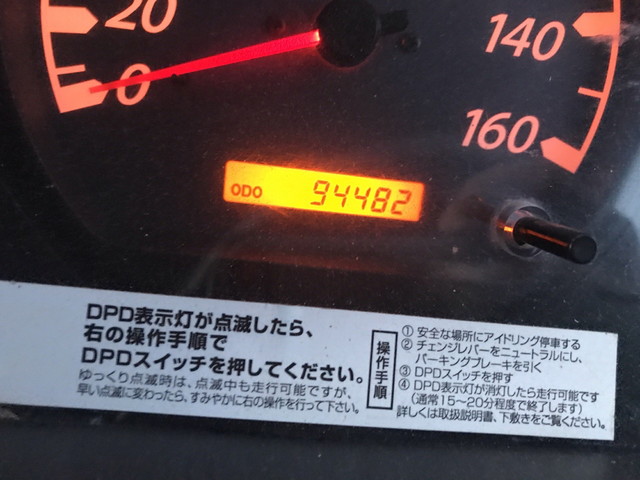 20
0
140
160
ODO 94482
DPD表示灯が点滅したら、
右の操作手順で
DPDスイッチを押してください。
ゆっくり点滅時は、点滅中も走行可能ですが、
早い点滅に変わったら、すみやかに右の操作を行って下さい。
操作手順
① 安全な場所にアイドリング停車する
② チェンジレバーをニュートラルにし、
パーキングブレーキを引く
③ DPDスイッチを押す
④ DPD表示灯が消灯したら走行可能です
(通常15～20分程度で終了します)
詳しくは取扱説明書、下敷きをご覧ください。